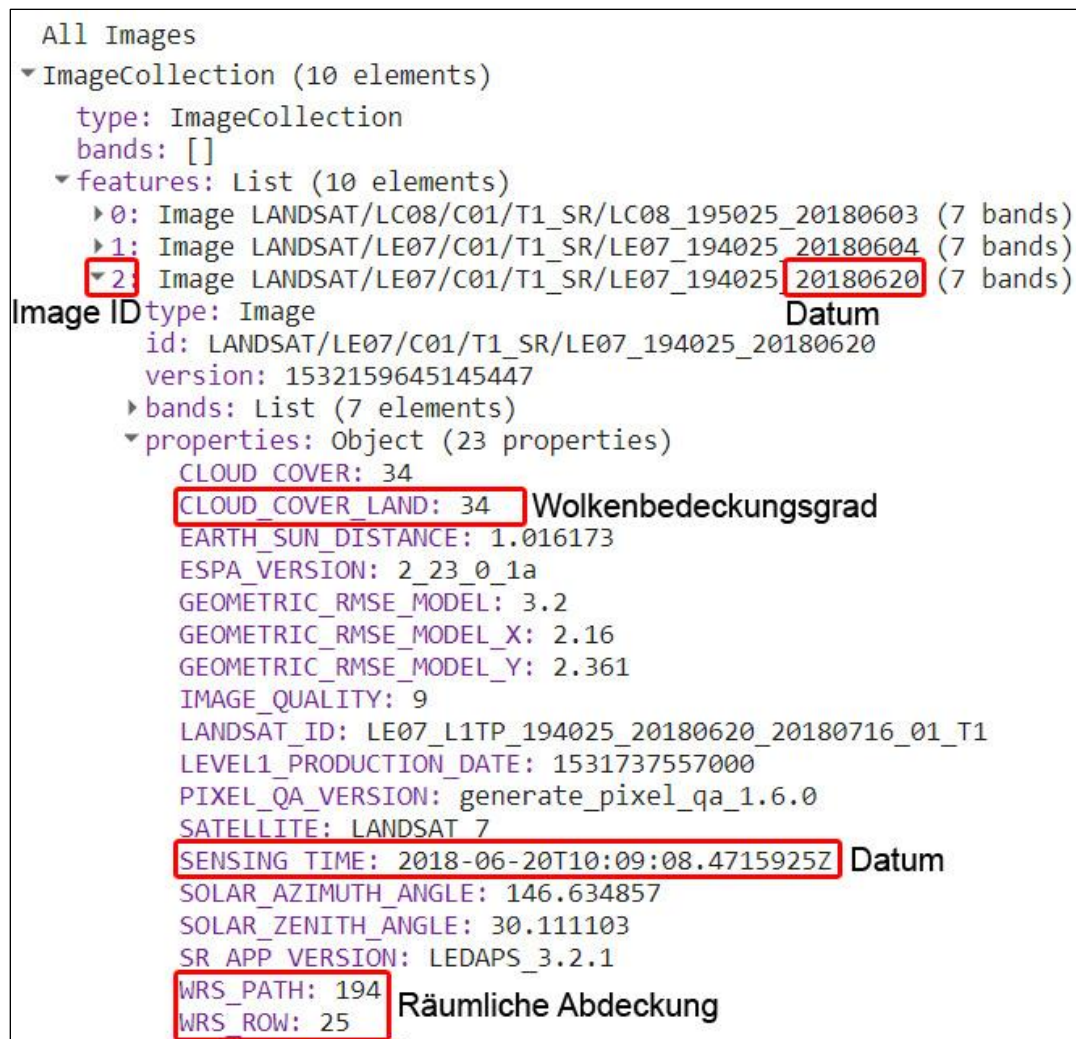 All Images
ImageCollection (10 elements)
type: ImageCollection
bands: []
features: List (10 elements)
0: Image LANDSAT/LC08/C01/T1_SR/LC08_195025_20180603 (7 bands)
1: Image LANDSAT/LE07/C01/T1_SR/LE07_194025_20180604 (7 bands)
2: Image LANDSAT/LE07/C01/T1_SR/LE07_194025_20180620 (7 bands)
Image ID type: Image Datum
id: LANDSAT/LE07/C01/T1_SR/LE07_194025_20180620
version: 1532159645145447
bands: List (7 elements)
properties: Object (23 properties)
CLOUD_COVER: 34
CLOUD_COVER_LAND: 34 Wolkenbedeckungsgrad
EARTH_SUN_DISTANCE: 1.016173
ESPA_VERSION: 2_23_0_1a
GEOMETRIC_RMSE_MODEL: 3.2
GEOMETRIC_RMSE_MODEL_X: 2.16
GEOMETRIC_RMSE_MODEL_Y: 2.361
IMAGE_QUALITY: 9
LANDSAT_ID: LE07_L1TP_194025_20180620_20180716_01_T1
LEVEL1_PRODUCTION_DATE: 1531737557000
PIXEL_QA_VERSION: generate_pixel_qa_1.6.0
SATELLITE: LANDSAT_7
SENSING_TIME: 2018-06-20T10:09:08.4715925Z Datum
SOLAR_AZIMUTH_ANGLE: 146.634857
SOLAR_ZENITH_ANGLE: 30.111103
SR_APP_VERSION: LEDAPS_3.2.1
WRS_PATH: 194
Räumliche Abdeckung
WRS_ROW: 25